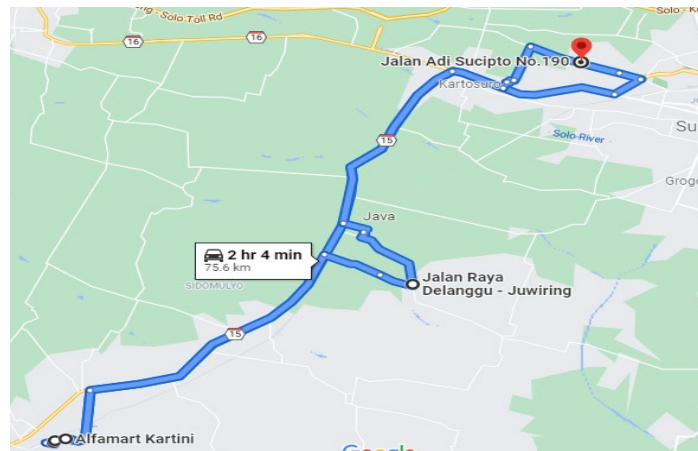 Solo Toll Rd
Solo - K
16
16
Jalan Adi Sucipto No.190
Kartosuro
Su
Solo River
15
Grogo
Java
2 hr 4 min
75.6 km
SIDOMULYO
Jalan Raya
Delanggu - Juwiring
15
Alfamart Kartini
Google